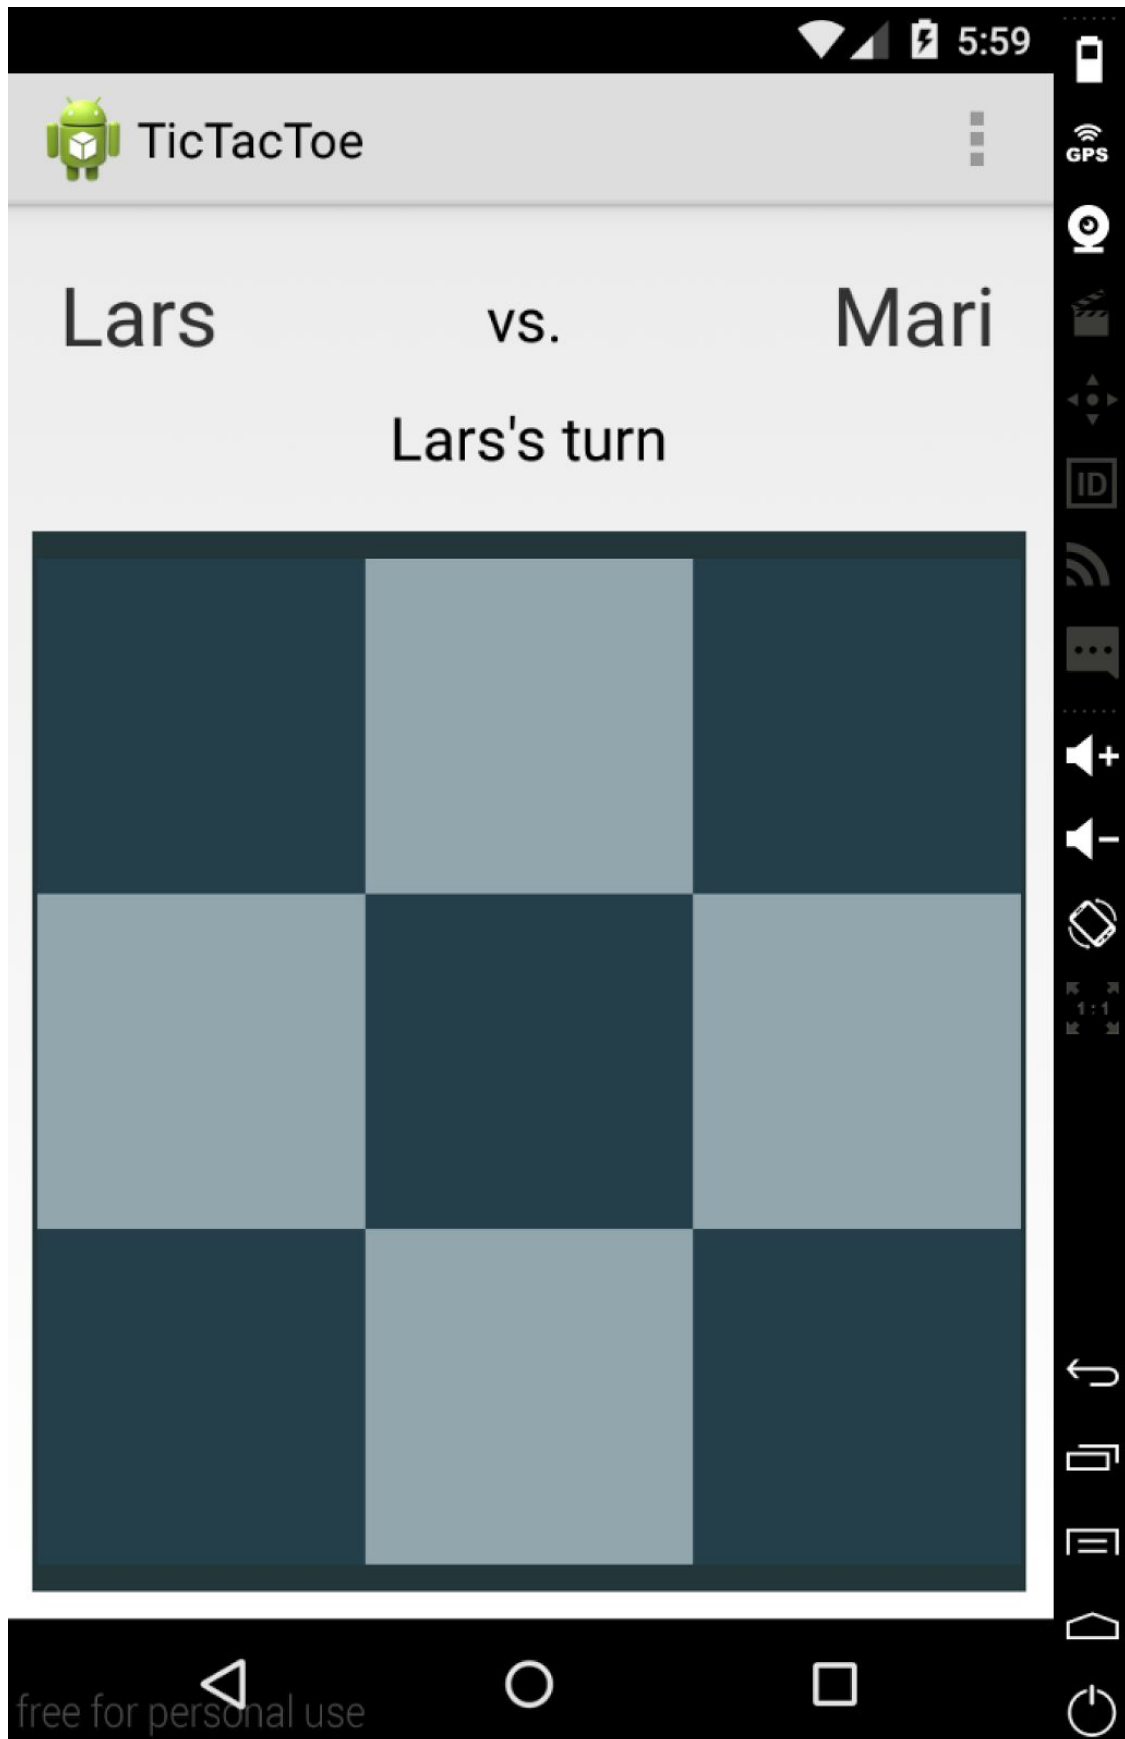 5:59
TicTacToe
GPS
Lars vs. Mari
Lars's turn
ID
1:1
free for personal use